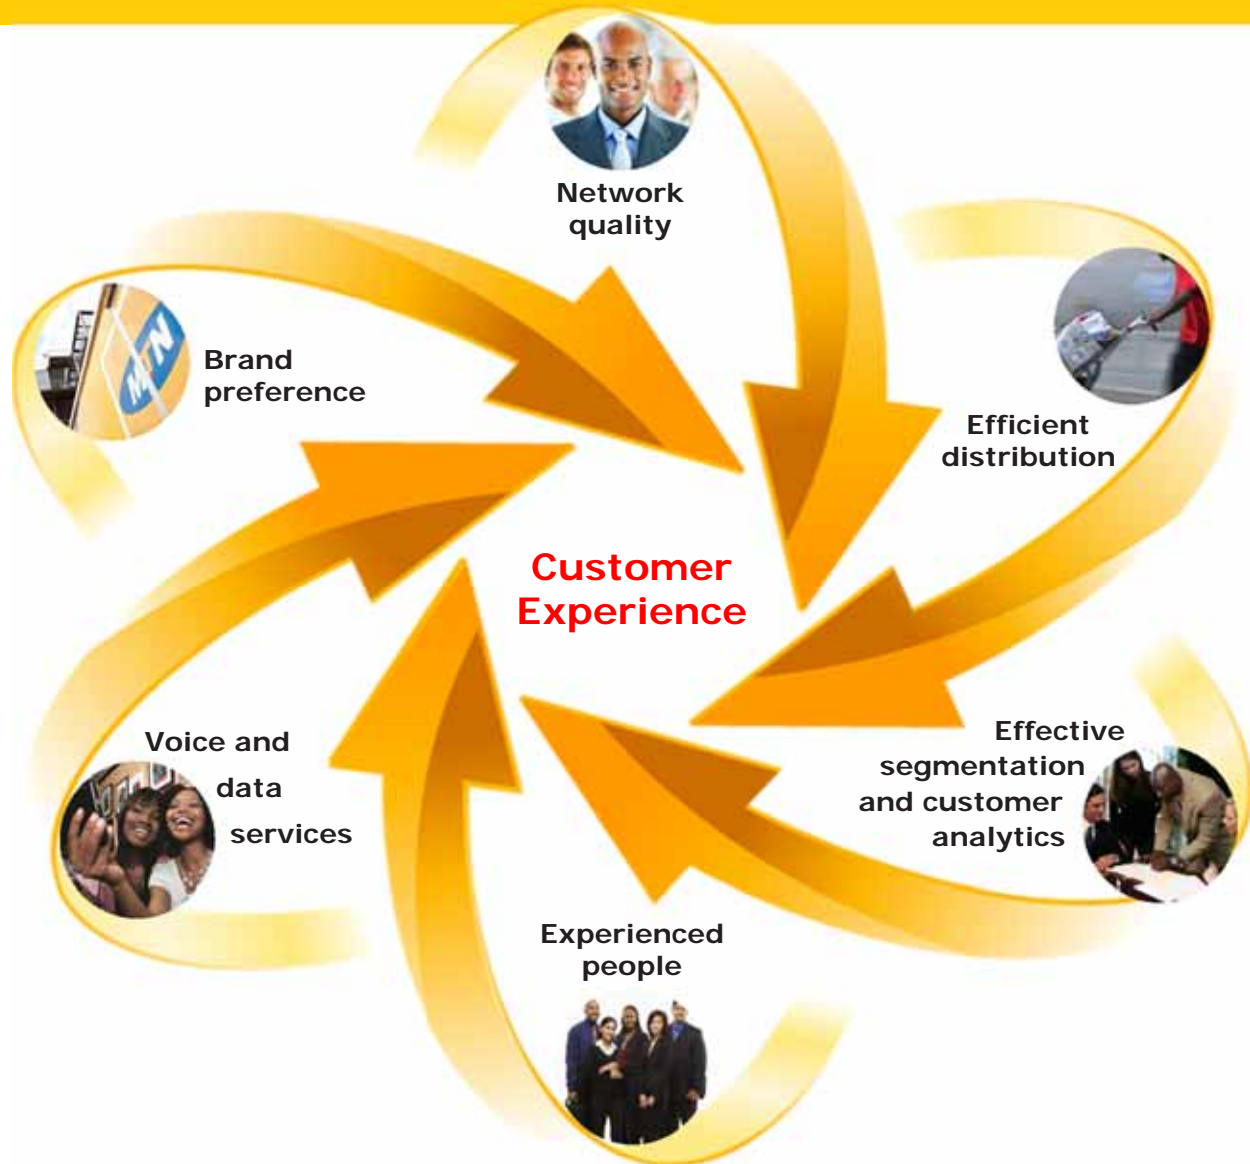 Network
quality
Efficient
distribution
Effective
segmentation
and customer
analytics
Experienced
people
Voice and
data
services
Brand
preference
MTN
Customer
Experience